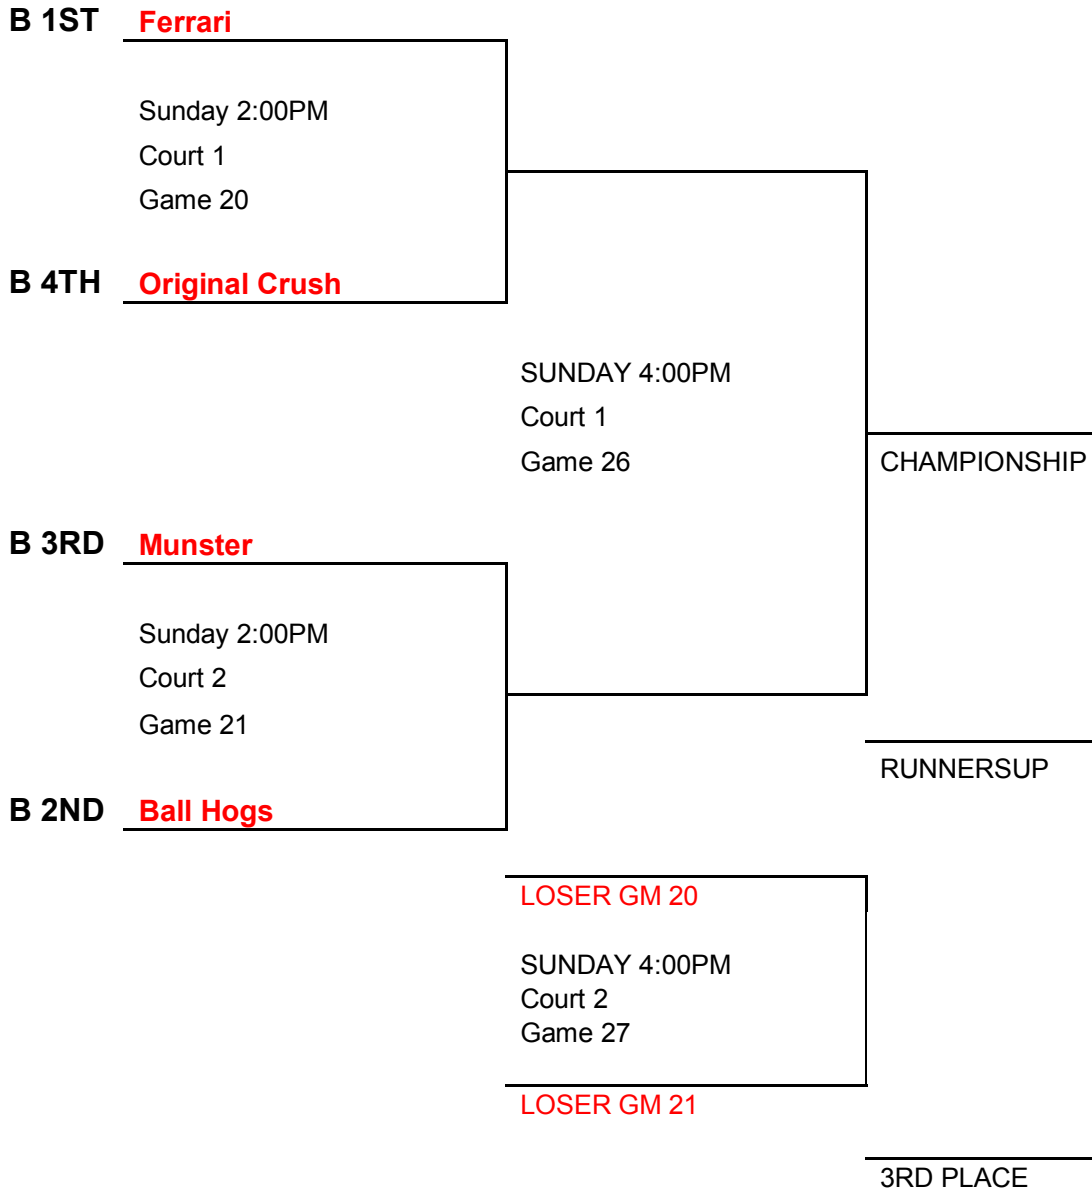 B 1ST Ferrari
Sunday 2:00PM
Court 1
Game 20
B 4TH Original Crush
SUNDAY 4:00PM
Court 1
Game 26
CHAMPIONSHIP
B 3RD Munster
Sunday 2:00PM
Court 2
Game 21
RUNNERSUP
B 2ND Ball Hogs
LOSER GM 20
SUNDAY 4:00PM
Court 2
Game 27
LOSER GM 21
3RD PLACE